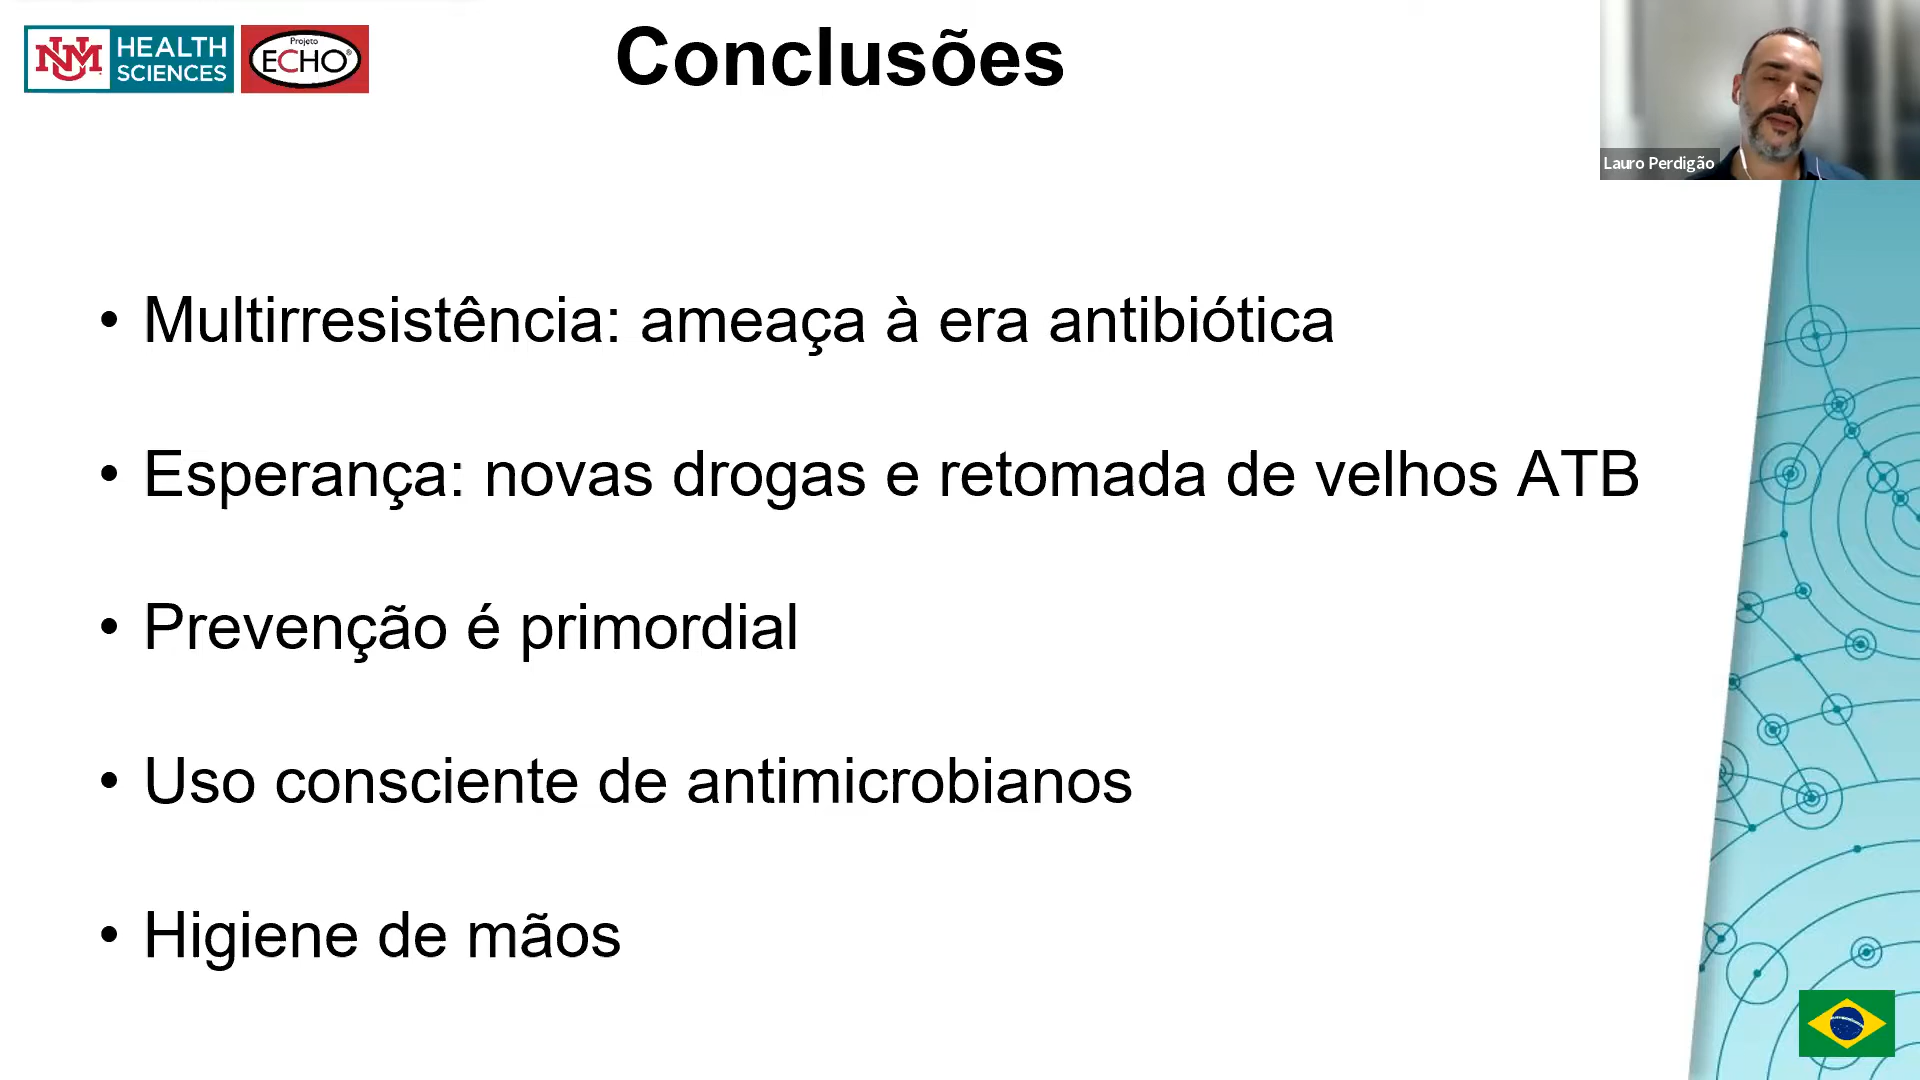 UNM HEALTH SCIENCES
Projeto
ECHO®
Conclusões
Lauro Perdigão
• Multirresistência: ameaça à era antibiótica
• Esperança: novas drogas e retomada de velhos ATB
• Prevenção é primordial
• Uso consciente de antimicrobianos
• Higiene de mãos